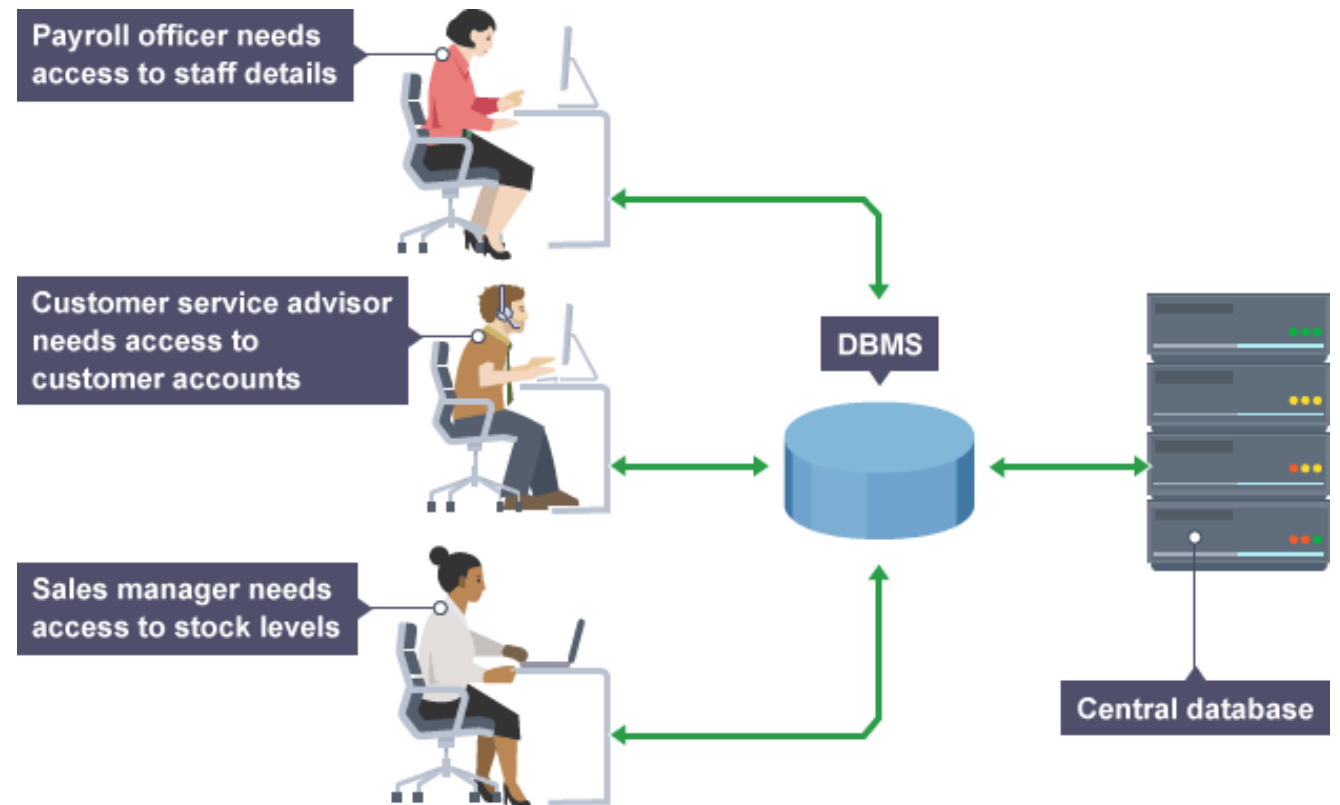 Payroll officer needs
access to staff details
Customer service advisor
needs access to
customer accounts
DBMS
Sales manager needs
access to stock levels
Central database